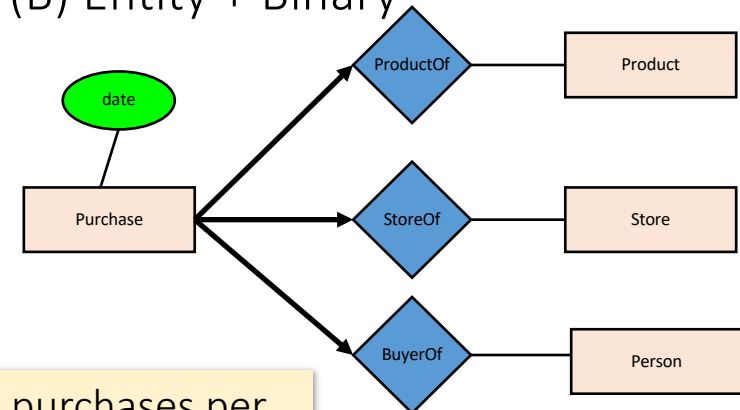 (B) Entity + Binary
ProductOf
Product
date
Purchase
StoreOf
Store
BuyerOf
Person
purchases per